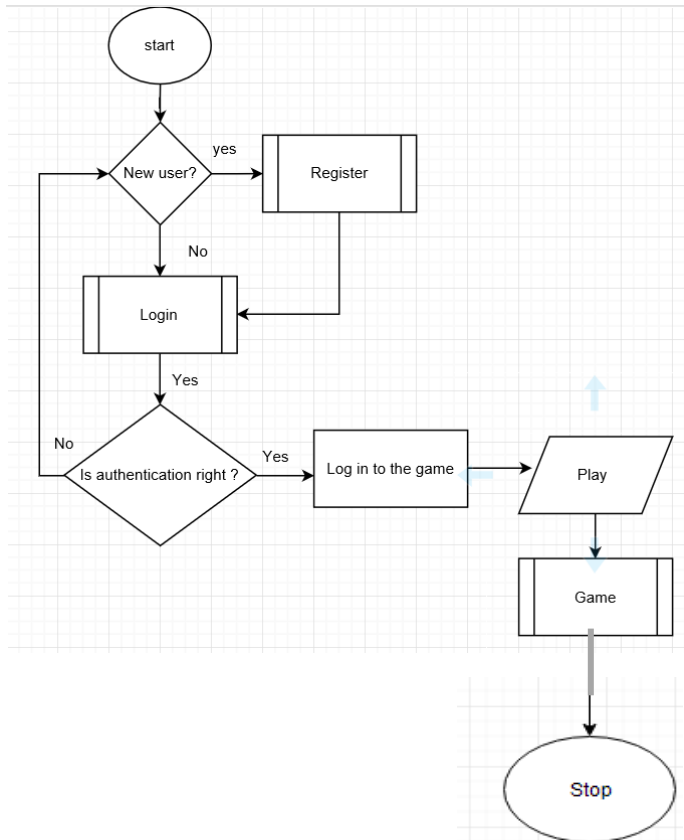 start
New user?
yes
Register
No
Login
Yes
No
Is authentication right ?
Yes
Log in to the game
Play
Game
Stop